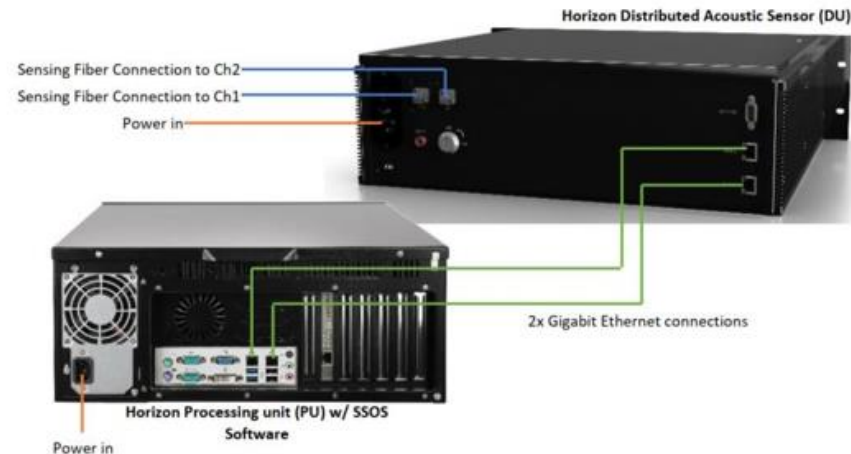 Horizon Distributed Acoustic Sensor (DU)
Sensing Fiber Connection to Ch2
Sensing Fiber Connection to Ch1
Power in
2x Gigabit Ethernet connections
Horizon Processing unit (PU) w/ SSOS
Software
Power in